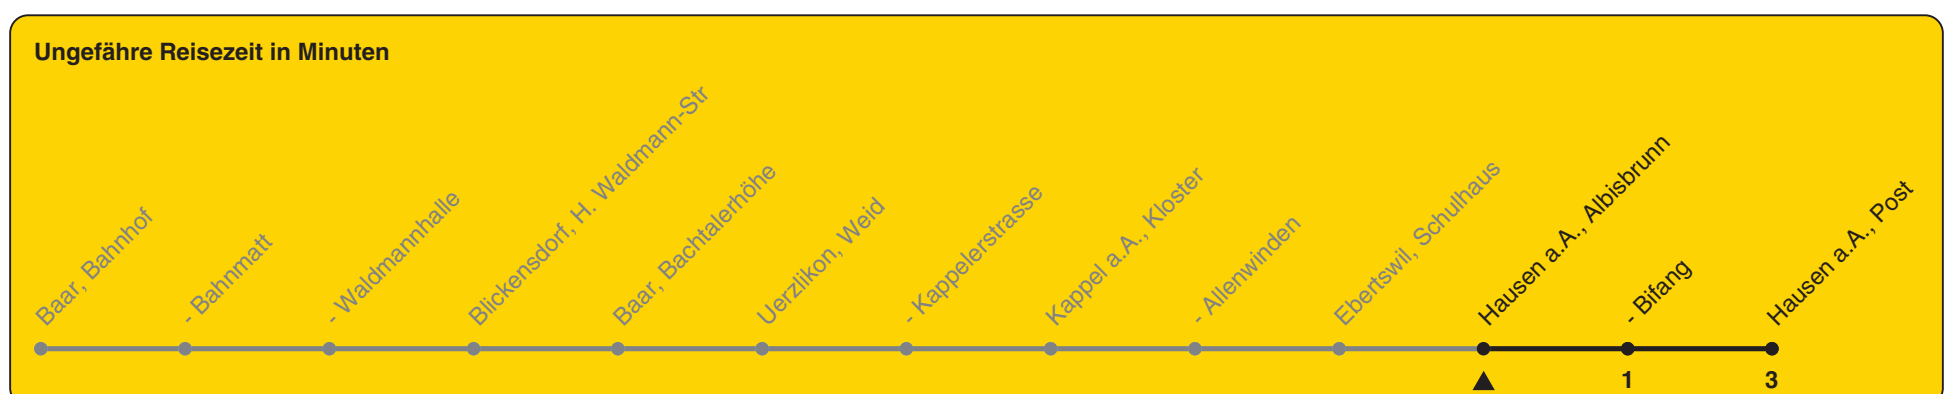 Ungefähre Reisezeit in Minuten
Baar, Bahnhof
- Bahnmatt
- Waldmannhalle
Blickensdorf, H. Waldmann-Str
Baar, Bachtalerhöhe
Uerzlikon, Weid
- Kappelerstrasse
Kappel a.A., Kloster
- Allenwinden
Ebertswil, Schulhaus
Hausen a.A., Albisbrunn
- Bifang
Hausen a.A., Post
1 3